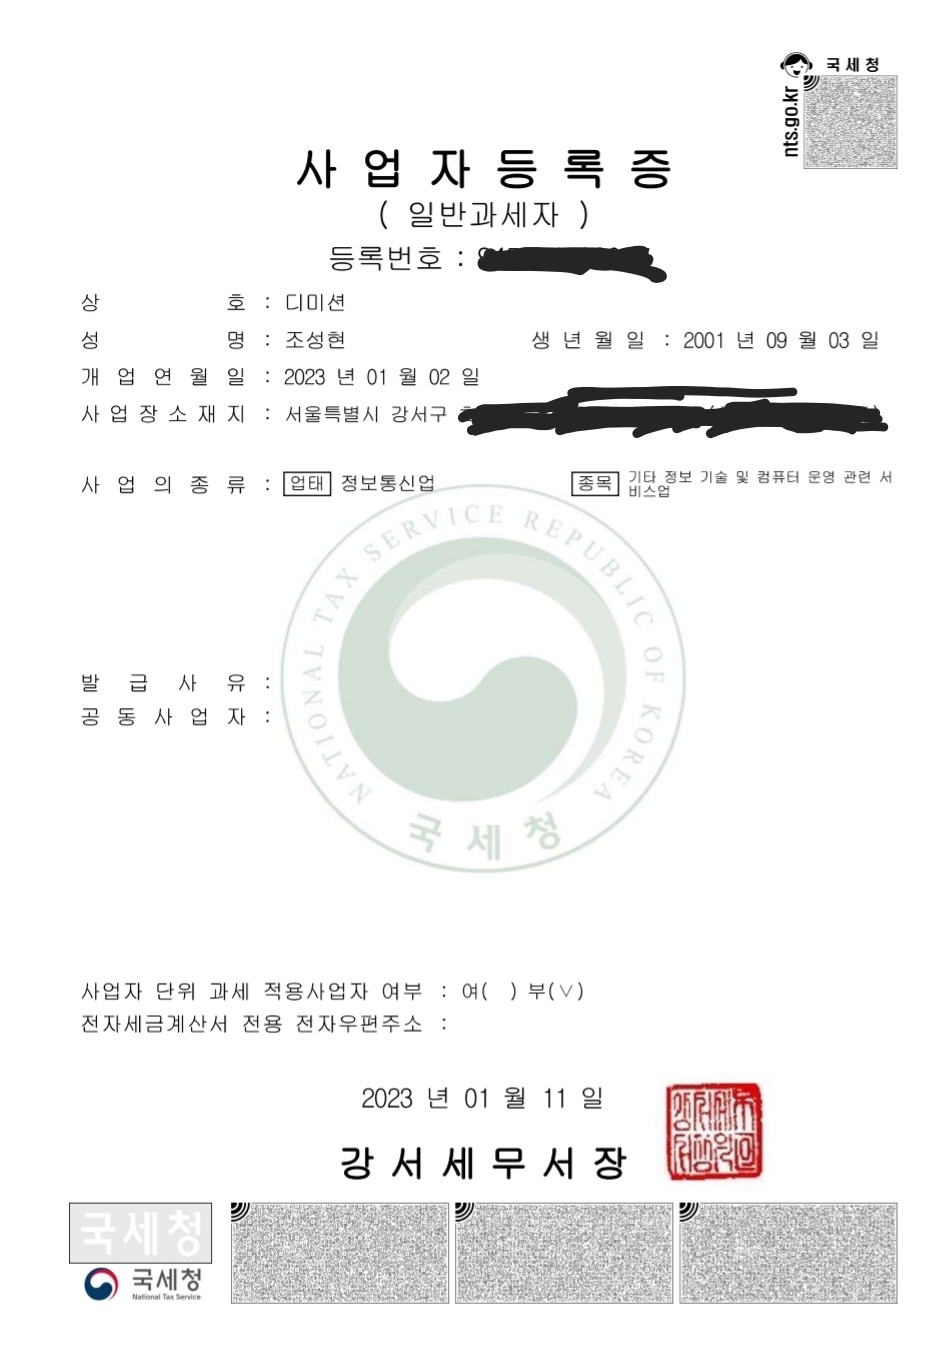 국세청
nts.go.kr
사업자등록증
( 일반과세자 )
등록번호 :
상 호 : 디미션
성 명 : 조성현 생 년 월 일 : 2001 년 09 월 03 일
개 업 연 월 일 : 2023 년 01 월 02 일
사 업 장 소 재 지 : 서울특별시 강서구
사 업 의 종 류 : 업태 정보통신업 종목 기타 정보 기술 및 컴퓨터 운영 관련 서
비스업
NATIONAL TAX SERVICE REPUBLIC OF KOREA
국세청
발 급 사 유 :
공 동 사 업 자 :
사업자 단위 과세 적용사업자 여부 : 여( ) 부(∨)
전자세금계산서 전용 전자우편주소 :
2023 년 01 월 11 일
강서세무서장
국세청
국세청
National Tax Service